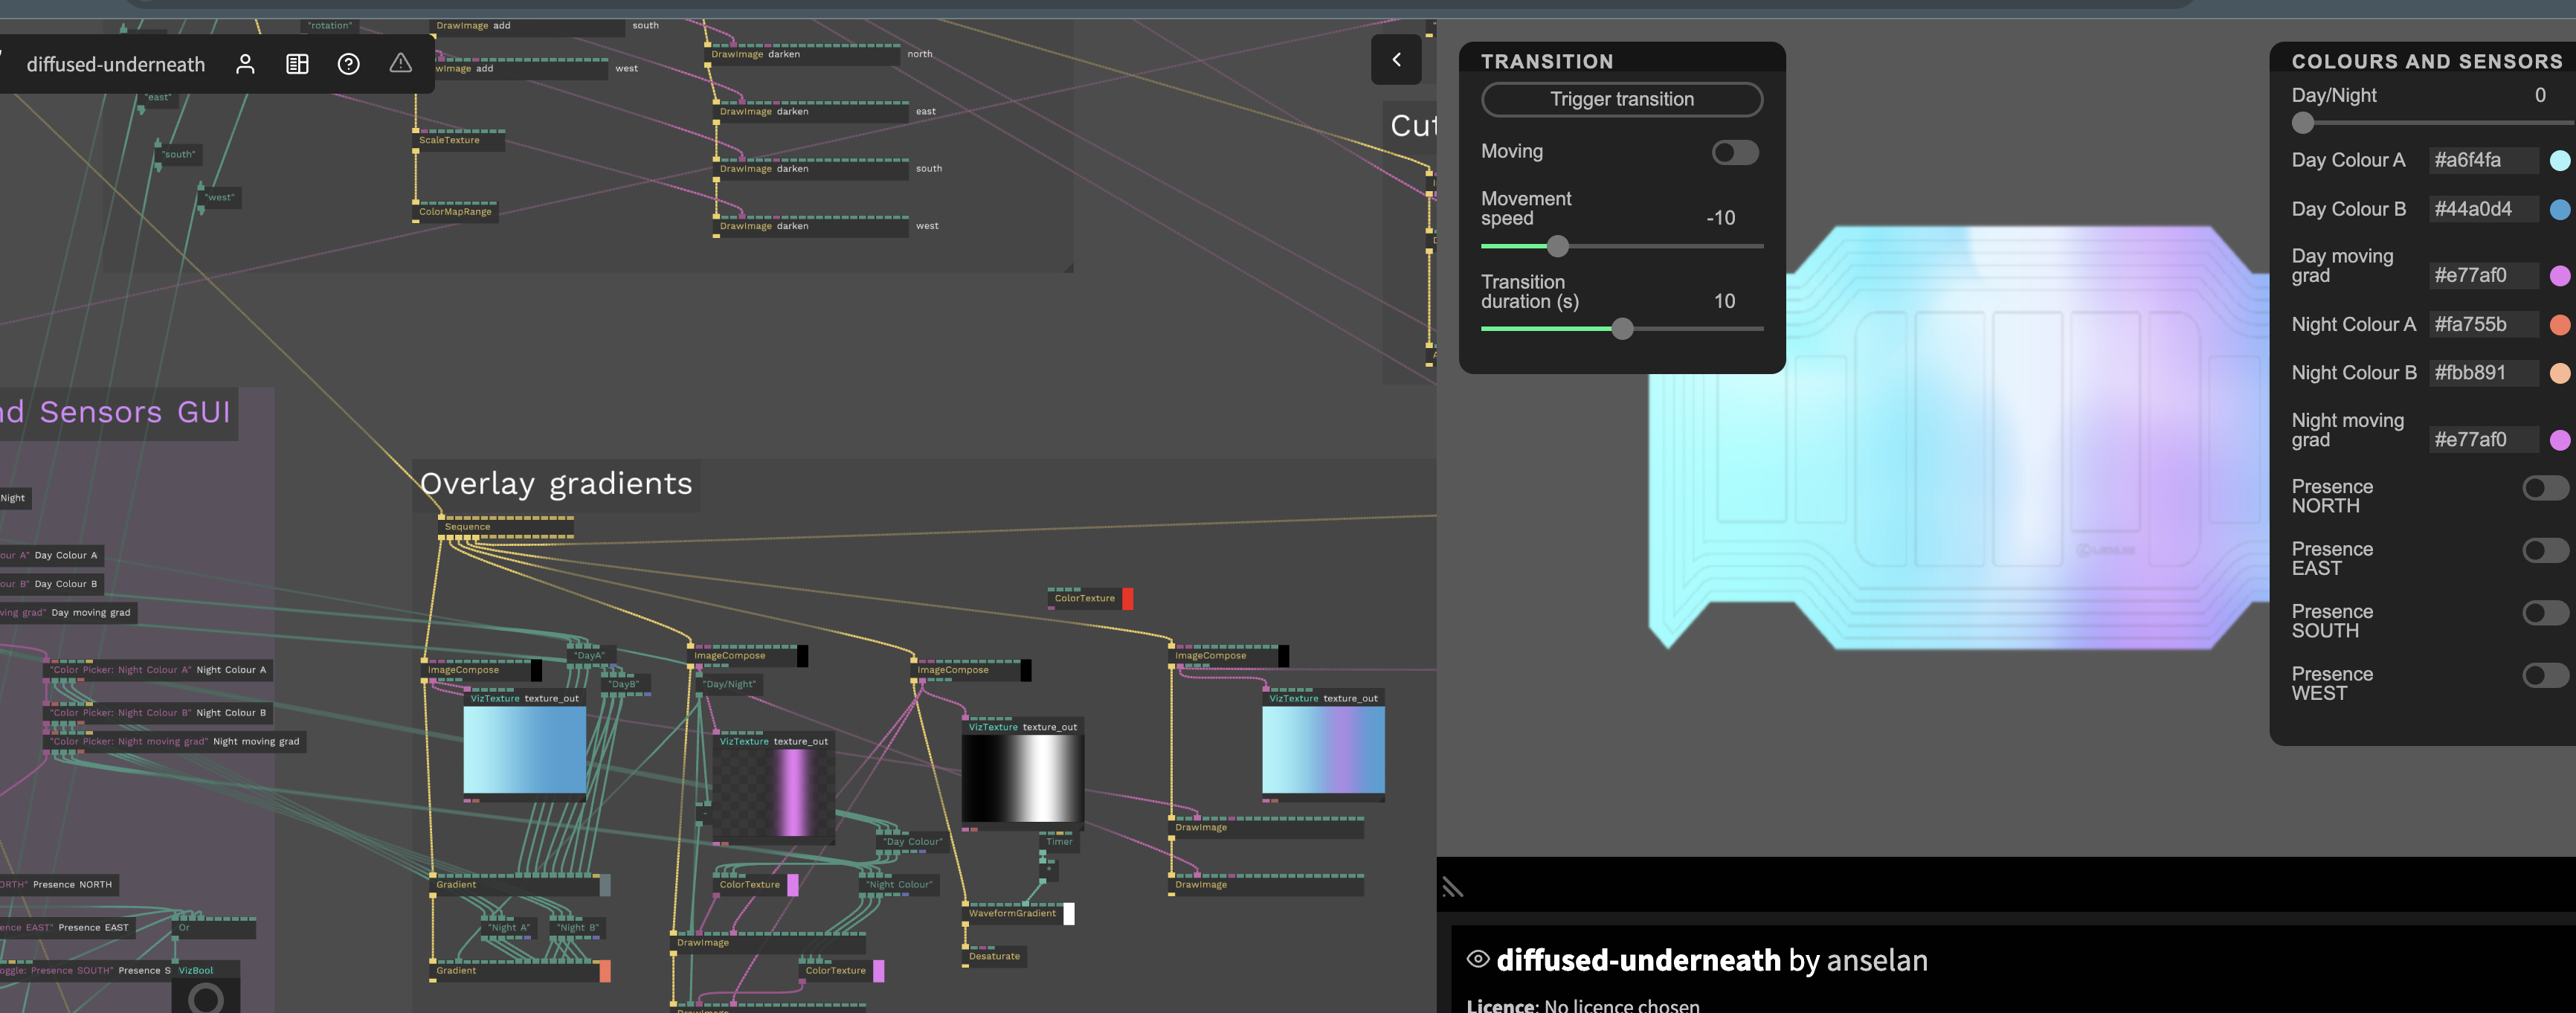 "rotation"
DrawImage add
south
DrawImage darken
north
diffused-underneath
wImage add
west
"east"
DrawImage darken
east
ScaleTexture
"south"
DrawImage darken
south
"west"
ColorMapRange
DrawImage darken
west
Cut
TRANSITION
Trigger transition
Moving
Movement
speed
-10
Transition
duration (s)
10
COLOURS AND SENSORS
Day/Night
0
Day Colour A
#a6f4fa
Day Colour B
#44a0d4
Day moving
grad
#e77af0
Night Colour A
#fa755b
Night Colour B
#fbb891
Night moving
grad
#e77af0
Presence
NORTH
Presence
EAST
Presence
SOUTH
Presence
WEST
nd Sensors GUI
Night
our A" Day Colour A
our B" Day Colour B
ving grad" Day moving grad
"Color Picker: Night Colour A" Night Colour A
"Color Picker: Night Colour B" Night Colour B
"Color Picker: Night moving grad" Night moving grad
ORTH" Presence NORTH
ence EAST" Presence EAST
Or
oggle: Presence SOUTH" Presence S
VizBool
Overlay gradients
Sequence
ColorTexture
ImageCompose
"DayA"
ImageCompose
ImageCompose
ImageCompose
"DayB"
"Day/Night"
VizTexture texture_out
VizTexture texture_out
VizTexture texture_out
VizTexture texture_out
-
"Day Colour"
Timer
*
DrawImage
Gradient
ColorTexture
"Night Colour"
DrawImage
WaveformGradient
"Night A"
"Night B"
DrawImage
Desaturate
Gradient
ColorTexture
DrawImage
diffused-underneath by anselan
Licence: No licence chosen